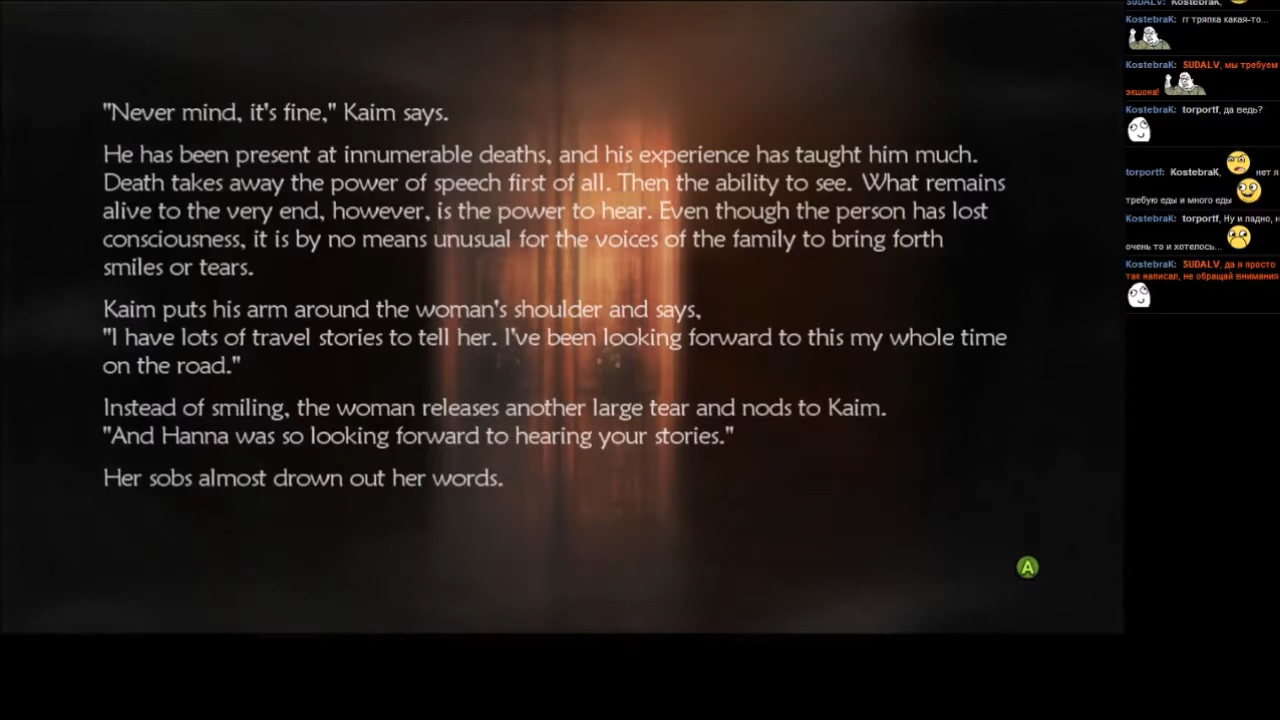 "Never mind, it's fine," Kaim says.
He has been present at innumerable deaths, and his experience has taught him much.
Death takes away the power of speech first of all. Then the ability to see. What remains
alive to the very end, however, is the power to hear. Even though the person has lost
consciousness, it is by no means unusual for the voices of the family to bring forth
smiles or tears.
Kaim puts his arm around the woman's shoulder and says,
"I have lots of travel stories to tell her. I've been looking forward to this my whole time
on the road."
Instead of smiling, the woman releases another large tear and nods to Kaim.
"And Hanna was so looking forward to hearing your stories."
Her sobs almost drown out her words.
A
SUDALV: KostebraK,
KostebraK: гг тряпка какая-то...
KostebraK: SUDALV, мы требуем
экшона!
KostebraK: torportf, да ведь?
torportf: KostebraK, нет я
требую еды и много еды
KostebraK: torportf, Ну и ладно, н
очень то и хотелось...
KostebraK: SUDALV, да я просто
так написал, не обращай внимания